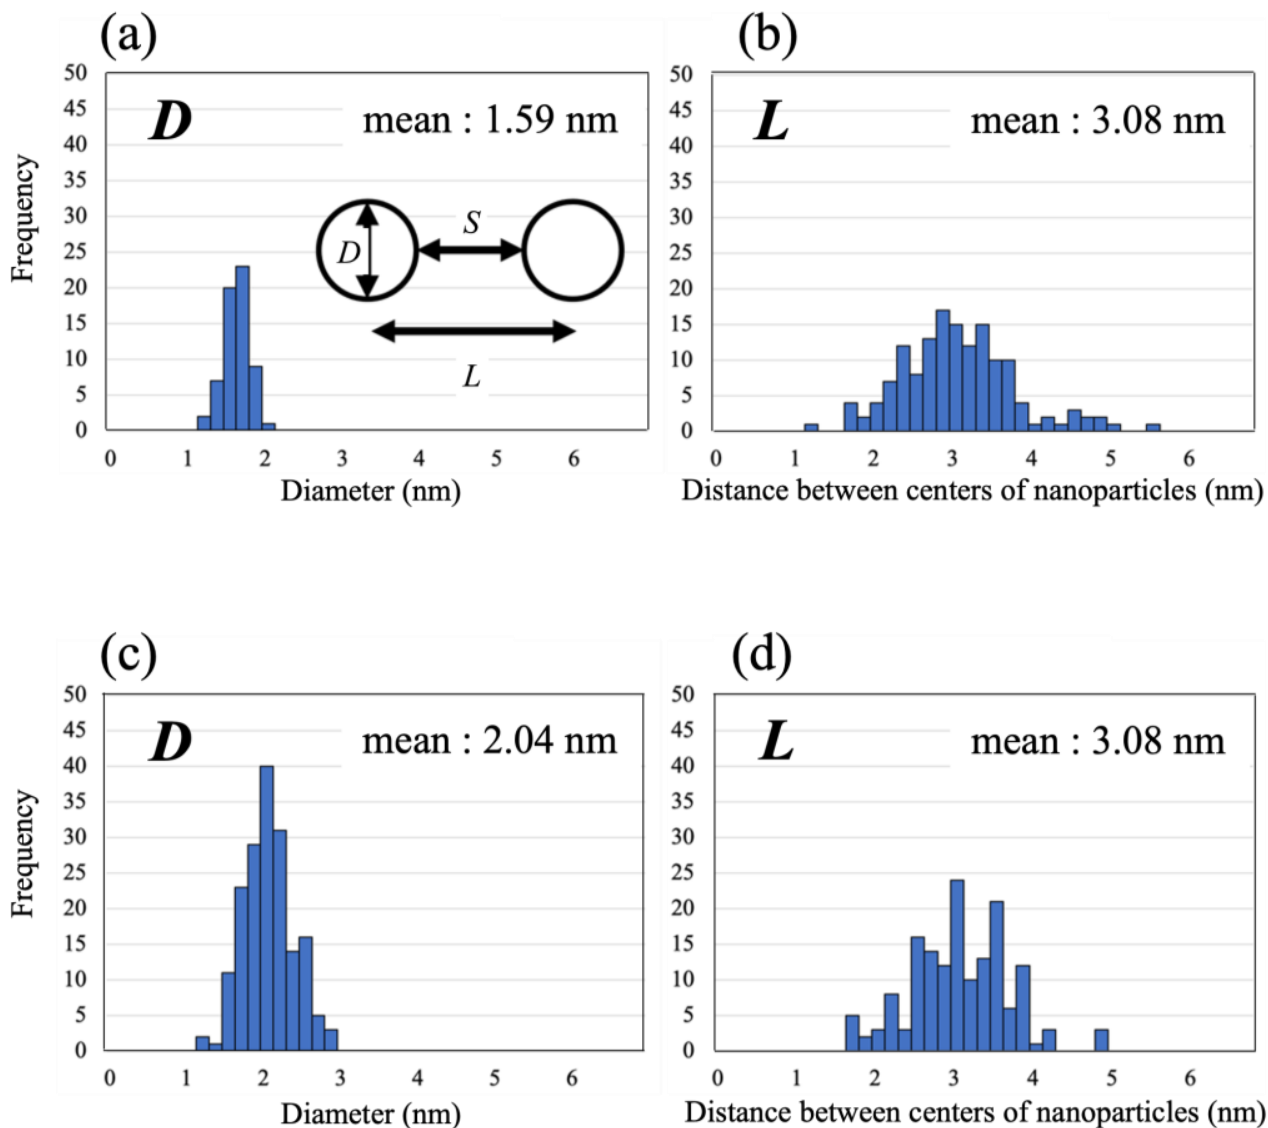 (a)
(b)
50
45
40
35
30
25
20
15
10
5
0
Frequency
D
mean : 1.59 nm
S
D
L
0 1 2 3 4 5 6
Diameter (nm)
50
45
40
35
30
25
20
15
10
5
0
L
mean : 3.08 nm
0 1 2 3 4 5 6
Distance between centers of nanoparticles (nm)
(c)
(d)
50
45
40
35
30
25
20
15
10
5
0
Frequency
D
mean : 2.04 nm
0 1 2 3 4 5 6
Diameter (nm)
50
45
40
35
30
25
20
15
10
5
0
L
mean : 3.08 nm
0 1 2 3 4 5 6
Distance between centers of nanoparticles (nm)